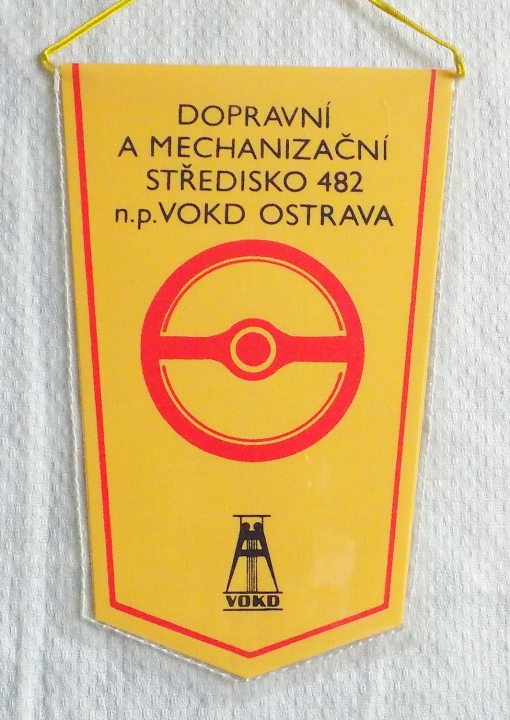 DOPRAVNÍ
A MECHANIZAČNÍ
STŘEDISKO 482
n.p.VOKD OSTRAVA
VOKD